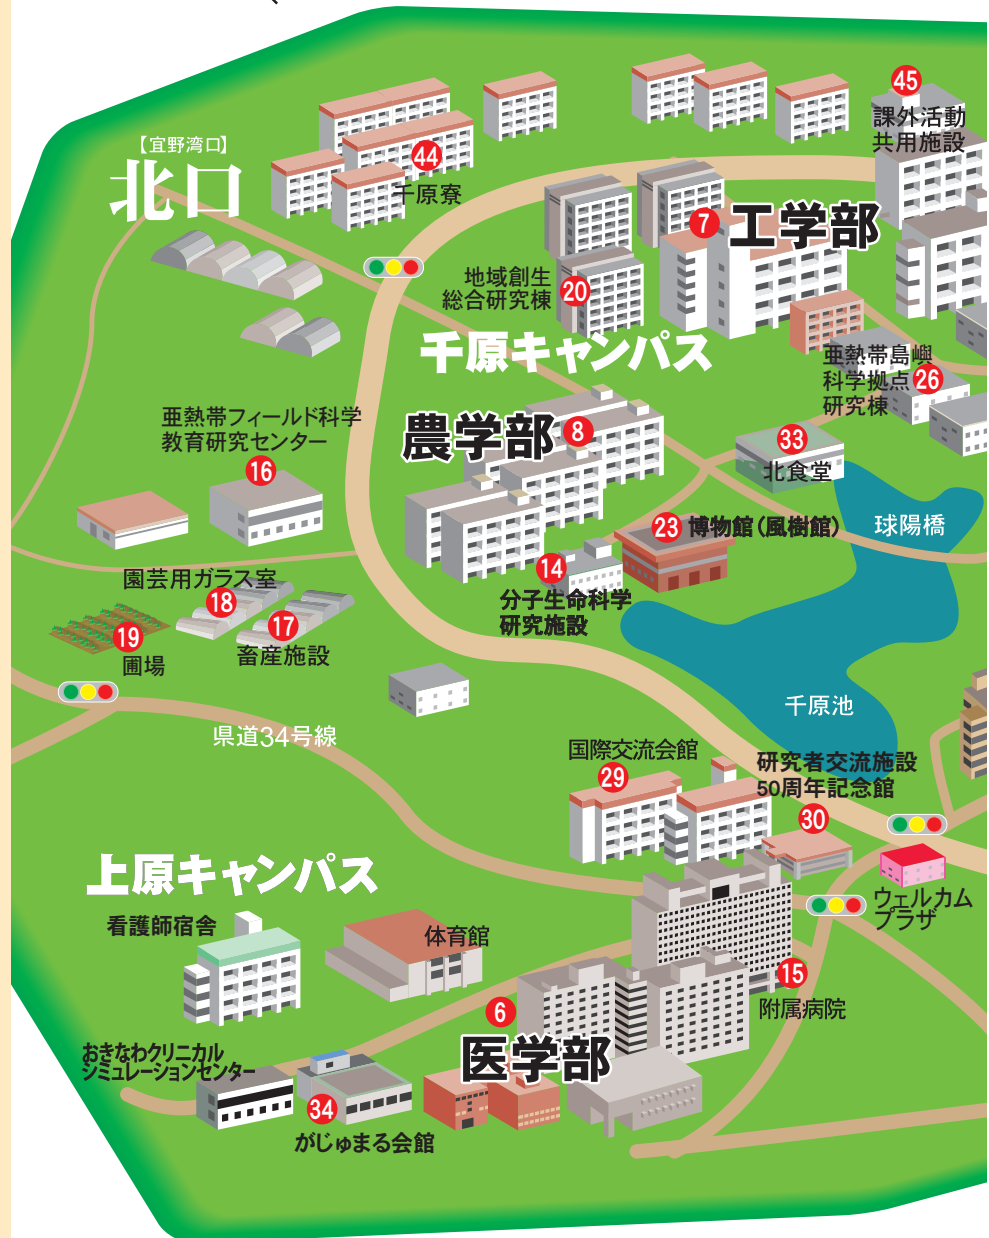 45
課外活動
共用施設
【宜野湾口】
北口
44
千原寮
7
工学部
地域創生
総合研究棟
20
千原キャンパス
亜熱帯島嶼
科学拠点
研究棟
26
亜熱帯フィールド科学
教育研究センター
16
農学部
8
33
北食堂
23 博物館(風樹館)
球陽橋
14
分子生命科学
研究施設
園芸用ガラス室
18
17
畜産施設
19
圃場
千原池
県道34号線
国際交流会館
29
研究者交流施設
50周年記念館
30
ウェルカム
プラザ
上原キャンパス
看護師宿舎
体育館
15
附属病院
6
医学部
おきなわクリニカル
シミュレーションセンター
34
がじゅまる会館